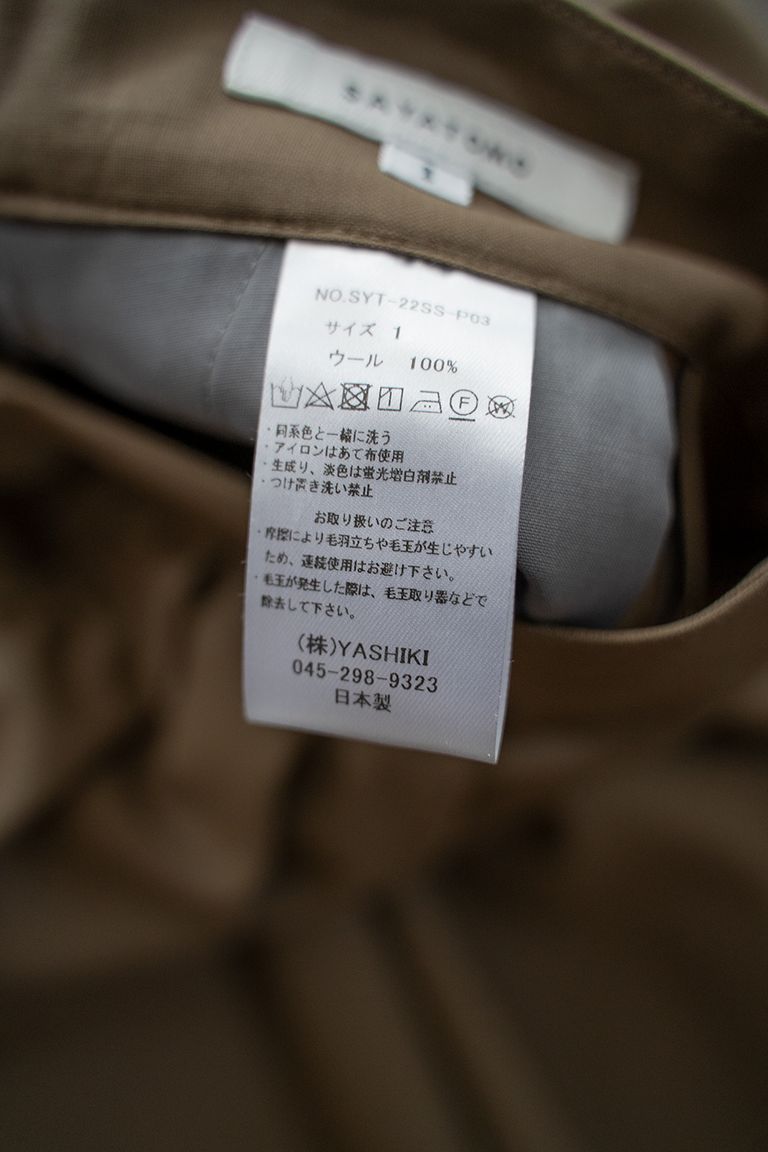 SAYATOMO
NO.SYT-22SS-P03
サイズ 1
ウール 100%
F
W
・同系色と一緒に洗う
・アイロンはあて布使用
・生成り、淡色は蛍光増白剤禁止
・つけ置き洗い禁止
お取り扱いのご注意
・摩擦により毛羽立ちや毛玉が生じやすい
ため、連続使用はお避け下さい。
・毛玉が発生した際は、毛玉取り器などで
除去して下さい。
(株)YASHIKI
045-298-9323
日本製